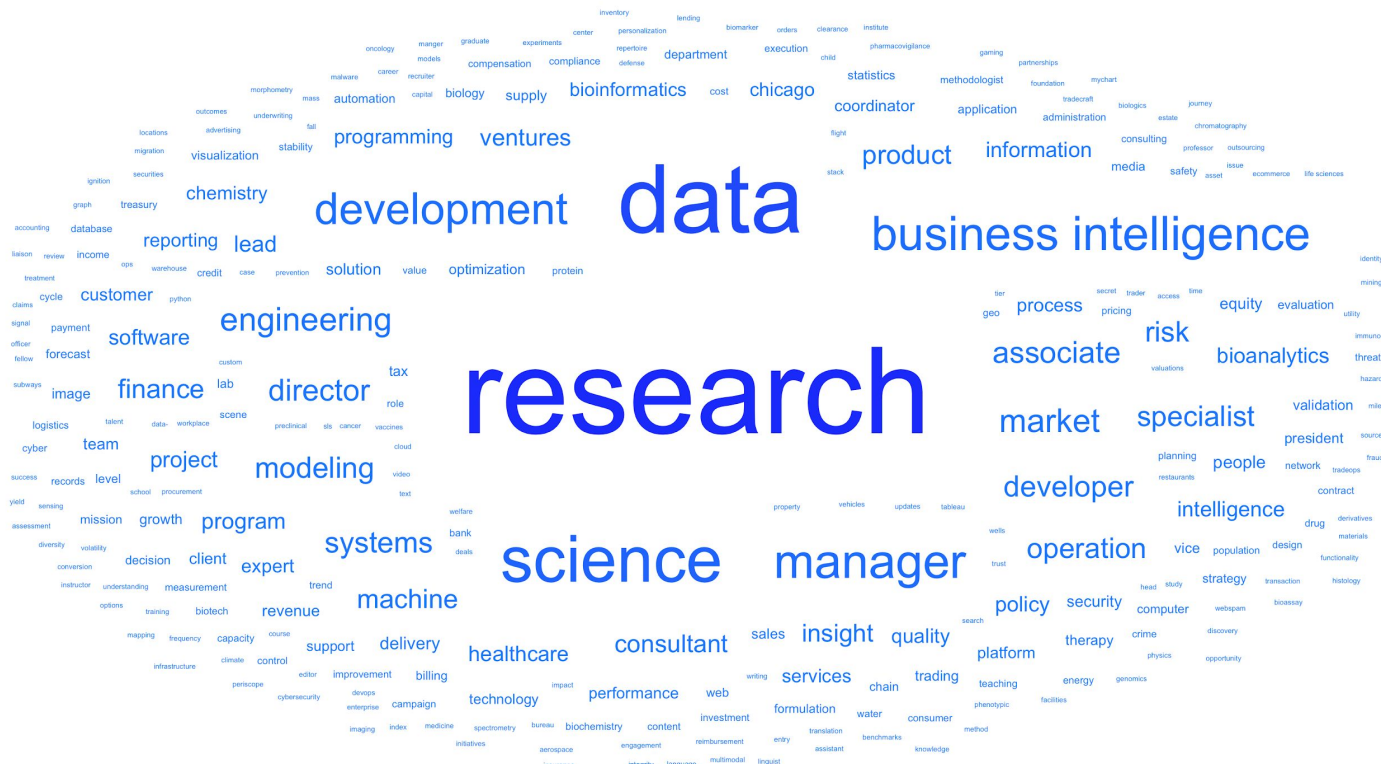 inventory
lending
oncology manger graduate experiments center personalization biomarker orders clearance institute
models compensation compliance repertoire defense department execution child pharmacovigilance gaming
malware career recruiter statistics methodologist foundation partnerships mychart
morphometry mass automation capital biology supply bioinformatics cost chicago coordinator application tradecraft administration biologics estate journey
outcomes underwriting
locations advertising fall programming ventures flight product information consulting chromatography
migration visualization stability professor outsourcing
securities stack media safety asset issue ecommerce life sciences
ignition chemistry
graph treasury development data
accounting database reporting lead business intelligence
liaison review income ops warehouse credit case prevention solution value optimization protein identity
treatment mining
claims cycle customer python tier geo process secret trader pricing access time equity evaluation utility
signal payment software engineering risk
officer fellow forecast associate valuations bioanalytics immuno threat
subways image finance custom lab director tax research hazard
scene role market specialist validation mile
logistics talent data- workplace preclinical sls cancer vaccines president source
cyber team cloud
project modeling video planning people network tradeops fraud
success records level school procurement text developer restaurants contract
yield sensing property vehicles updates tableau intelligence
assessment mission growth program welfare bank wells drug derivatives materials
diversity volatility systems deals science manager operation vice population design functionality
conversion decision client expert trust
instructor understanding measurement trend head study strategy transaction histology
options training biotech revenue machine policy security computer webspam bioassay
mapping frequency capacity course support delivery consultant sales insight quality search therapy crime discovery
infrastructure climate control healthcare platform physics opportunity
periscope editor improvement billing writing services trading teaching energy genomics
cybersecurity devops enterprise campaign technology impact performance web chain phenotypic facilities
imaging index medicine spectrometry bureau biochemistry content investment formulation water consumer method
initiatives aerospace engagement reimbursement entry translation assistant benchmarks knowledge
multimodal linguist